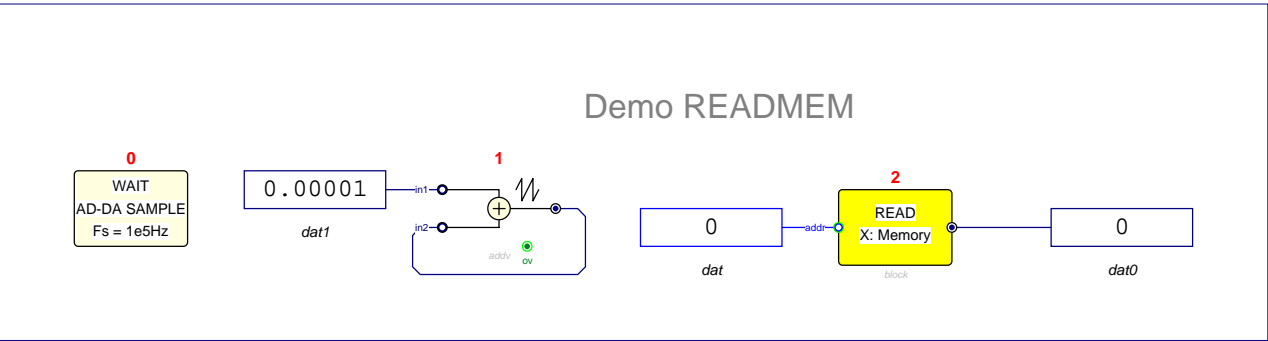 Demo READMEM
0
WAIT
AD-DA SAMPLE
Fs = 1e5Hz
0.00001
dat1
1
in1
in2
addv
ov
0
dat
addr
2
READ
X: Memory
block
0
dat0